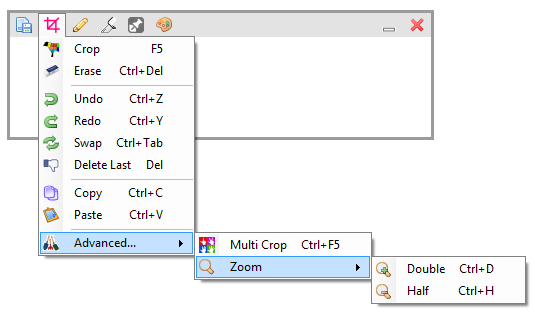 Crop F5
Erase Ctrl+Del
Undo Ctrl+Z
Redo Ctrl+Y
Swap Ctrl+Tab
Delete Last Del
Copy Ctrl+C
Paste Ctrl+V
Advanced...
Multi Crop Ctrl+F5
Zoom
Double Ctrl+D
Half Ctrl+H